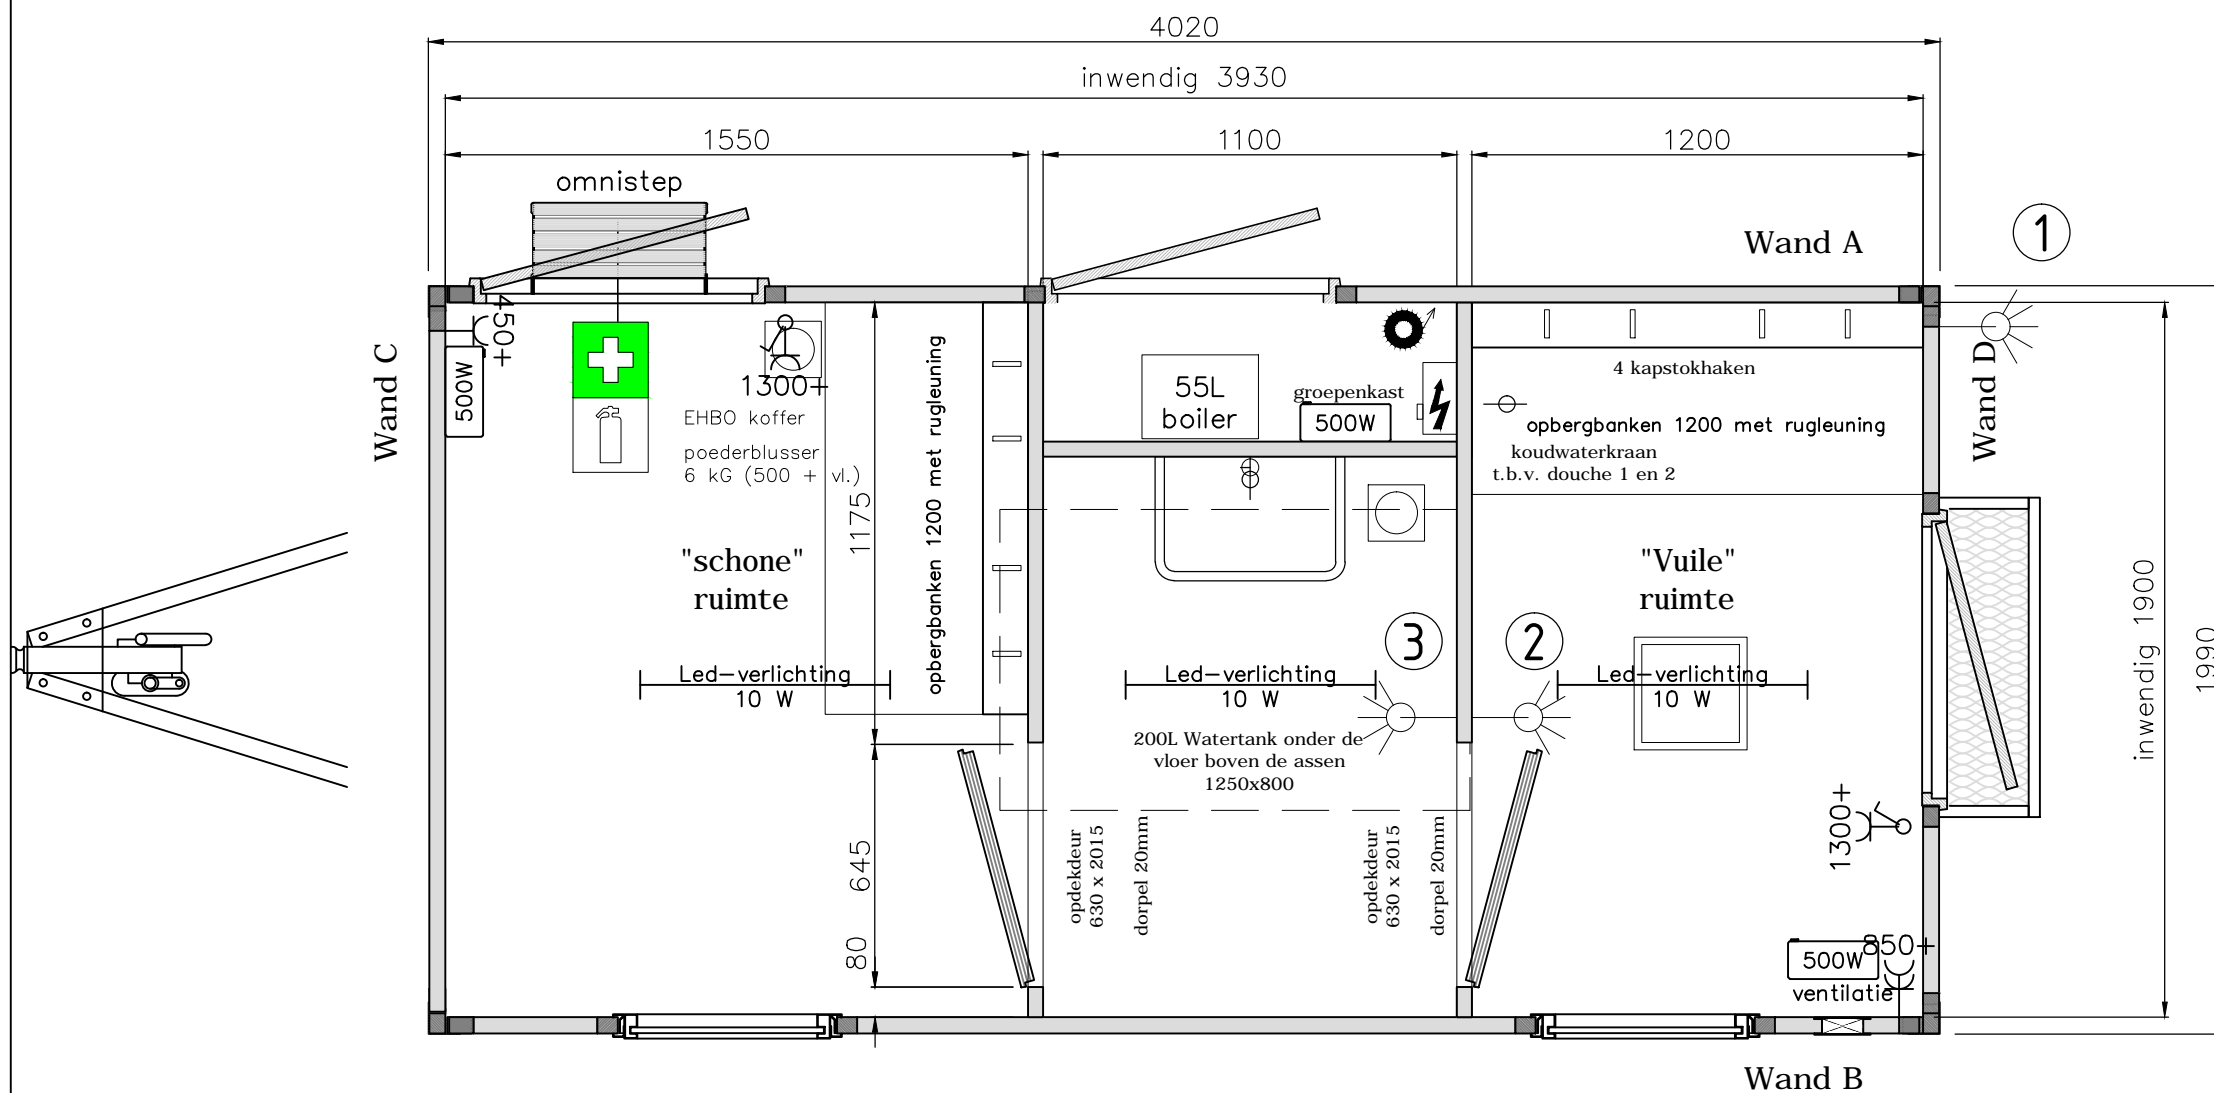 4020
inwendig 3930
1550
1100
1200
omnistep
Wand A
1
450+
500W
1300+
EHBO koffer
poederblusser
6 kG (500 + vl.)
opbergbanken 1200 met rugleuning
55L
boiler
groepenkast
500W
4 kapstokhaken
opbergbanken 1200 met rugleuning
koudwaterkraan
t.b.v. douche 1 en 2
Wand C
Wand D
1175
"schone"
ruimte
"Vuile"
ruimte
3
2
Led-verlichting
10 W
Led-verlichting
10 W
Led-verlichting
10 W
200L Watertank onder de
vloer boven de assen
1250x800
inwendig 1900
1990
645
80
opdekdeur
630 x 2015
dorpel 20mm
opdekdeur
630 x 2015
dorpel 20mm
1300+
850+
500W
ventilatie
Wand B